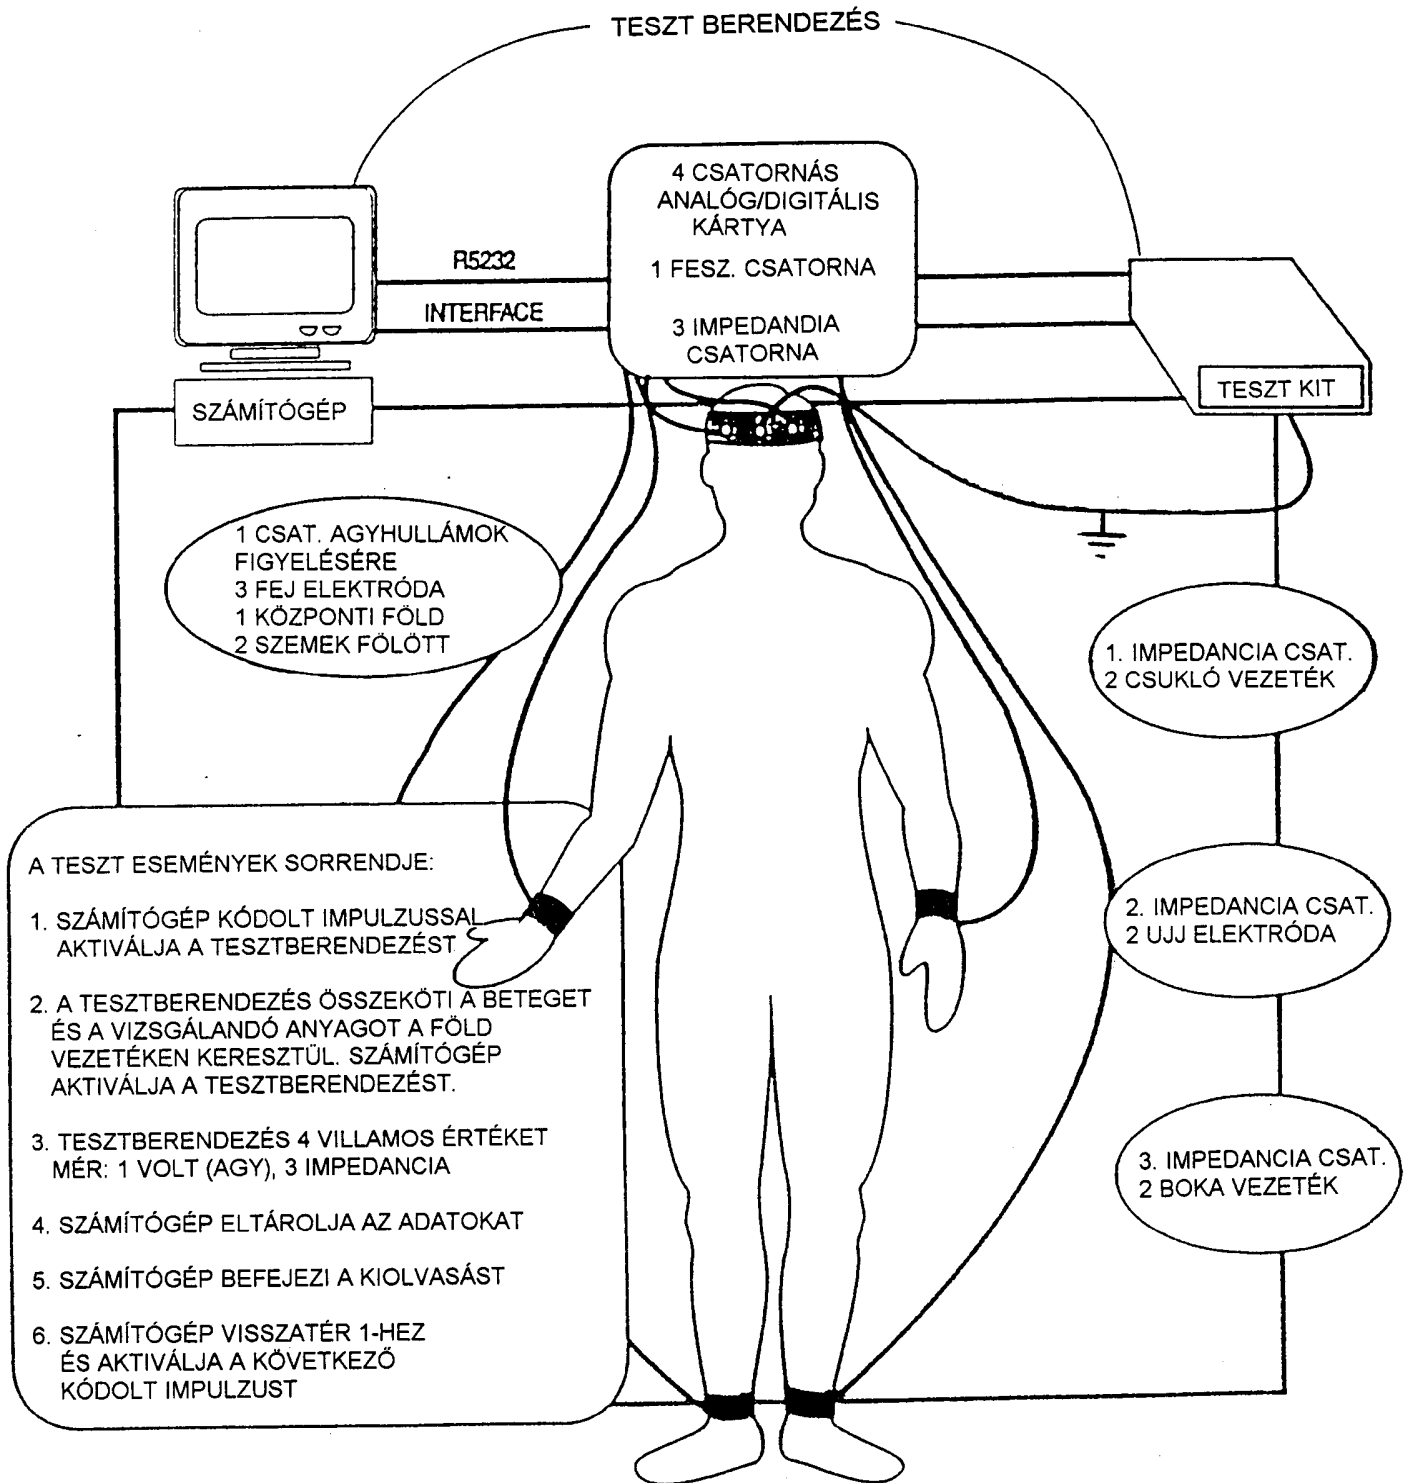 TESZT BERENDEZÉS
4 CSATORNÁS
ANALÓG/DIGITÁLIS
KÁRTYA
1 FESZ. CSATORNA
3 IMPEDANDIA
CSATORNA
R5232
INTERFACE
SZÁMÍTÓGÉP
TESZT KIT
1 CSAT. AGYHULLÁMOK
FIGYELÉSÉRE
3 FEJ ELEKTRÓDA
1 KÖZPONTI FÖLD
2 SZEMEK FÖLÖTT
1. IMPEDANCIA CSAT.
2 CSUKLÓ VEZETÉK
2. IMPEDANCIA CSAT.
2 UJJ ELEKTRÓDA
3. IMPEDANCIA CSAT.
2 BOKA VEZETÉK
A TESZT ESEMÉNYEK SORRENDJE:
1. SZÁMÍTÓGÉP KÓDOLT IMPULZUSSAL
AKTIVÁLJA A TESZTBERENDEZÉST
2. A TESZTBERENDEZÉS ÖSSZEKÖTI A BETEGET
ÉS A VIZSGÁLANDÓ ANYAGOT A FÖLD
VEZETÉKEN KERESZTÜL. SZÁMÍTÓGÉP
AKTIVÁLJA A TESZTBERENDEZÉST.
3. TESZTBERENDEZÉS 4 VILLAMOS ÉRTÉKET
MÉR: 1 VOLT (AGY), 3 IMPEDANCIA
4. SZÁMÍTÓGÉP ELTÁROLJA AZ ADATOKAT
5. SZÁMÍTÓGÉP BEFEJEZI A KIOLVASÁST
6. SZÁMÍTÓGÉP VISSZATÉR 1-HEZ
ÉS AKTIVÁLJA A KÖVETKEZŐ
KÓDOLT IMPULZUST